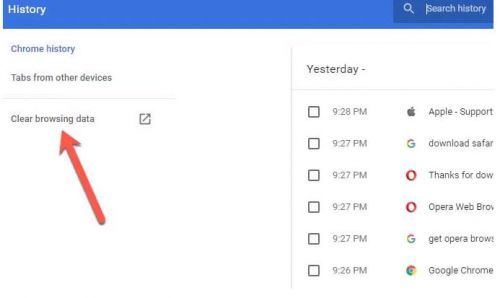 History
Search history
Chrome history
Tabs from other devices
Clear browsing data
Yesterday -
9:28 PM Apple - Support
9:27 PM download safar
9:27 PM Thanks for dow
9:27 PM Opera Web Brow
9:27 PM get opera brows
9:26 PM Google Chrome